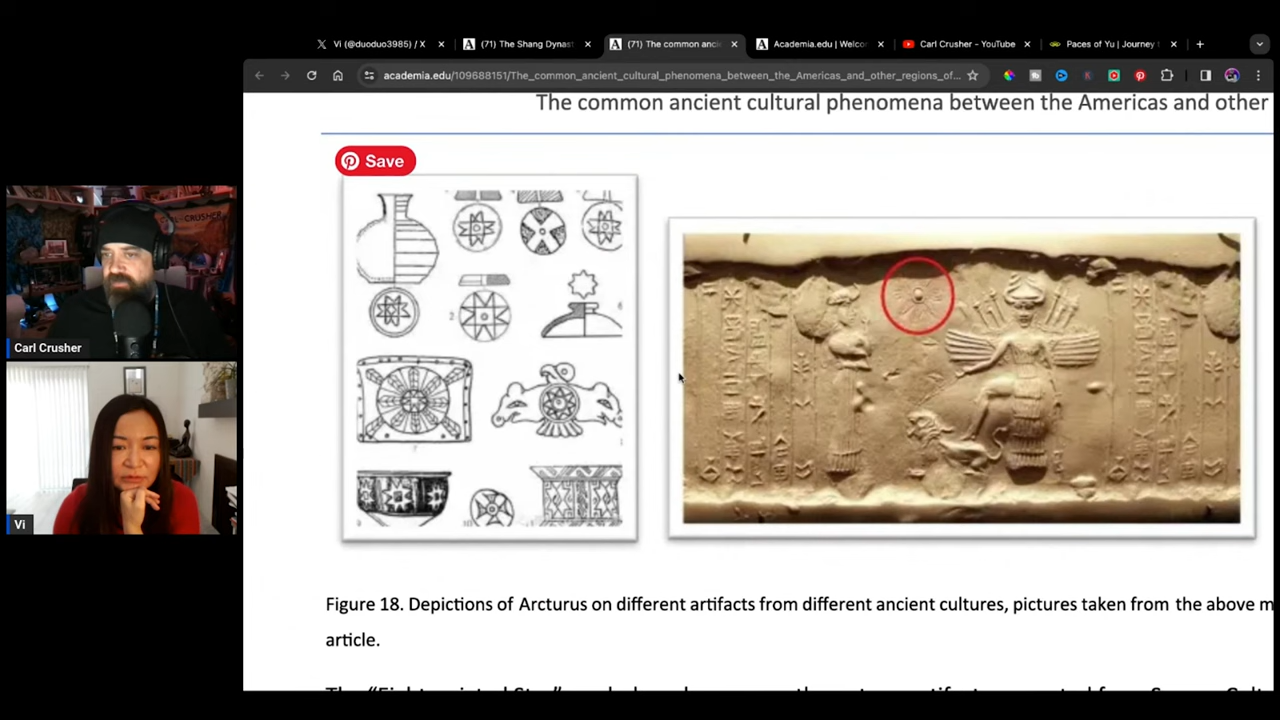 Vi (@duoduo3985) / X
(71) The Shang Dynast
(71) The common anci
Academia.edu | Welco
Carl Crusher - YouTube
Paces of Yu | Journey t
academia.edu/109688151/The_common_ancient_cultural_phenomena_between_the_Americas_and_other_regions_of...
The common ancient cultural phenomena between the Americas and other
Save
Carl Crusher
Vi
Figure 18. Depictions of Arcturus on different artifacts from different ancient cultures, pictures taken from the above m
article.